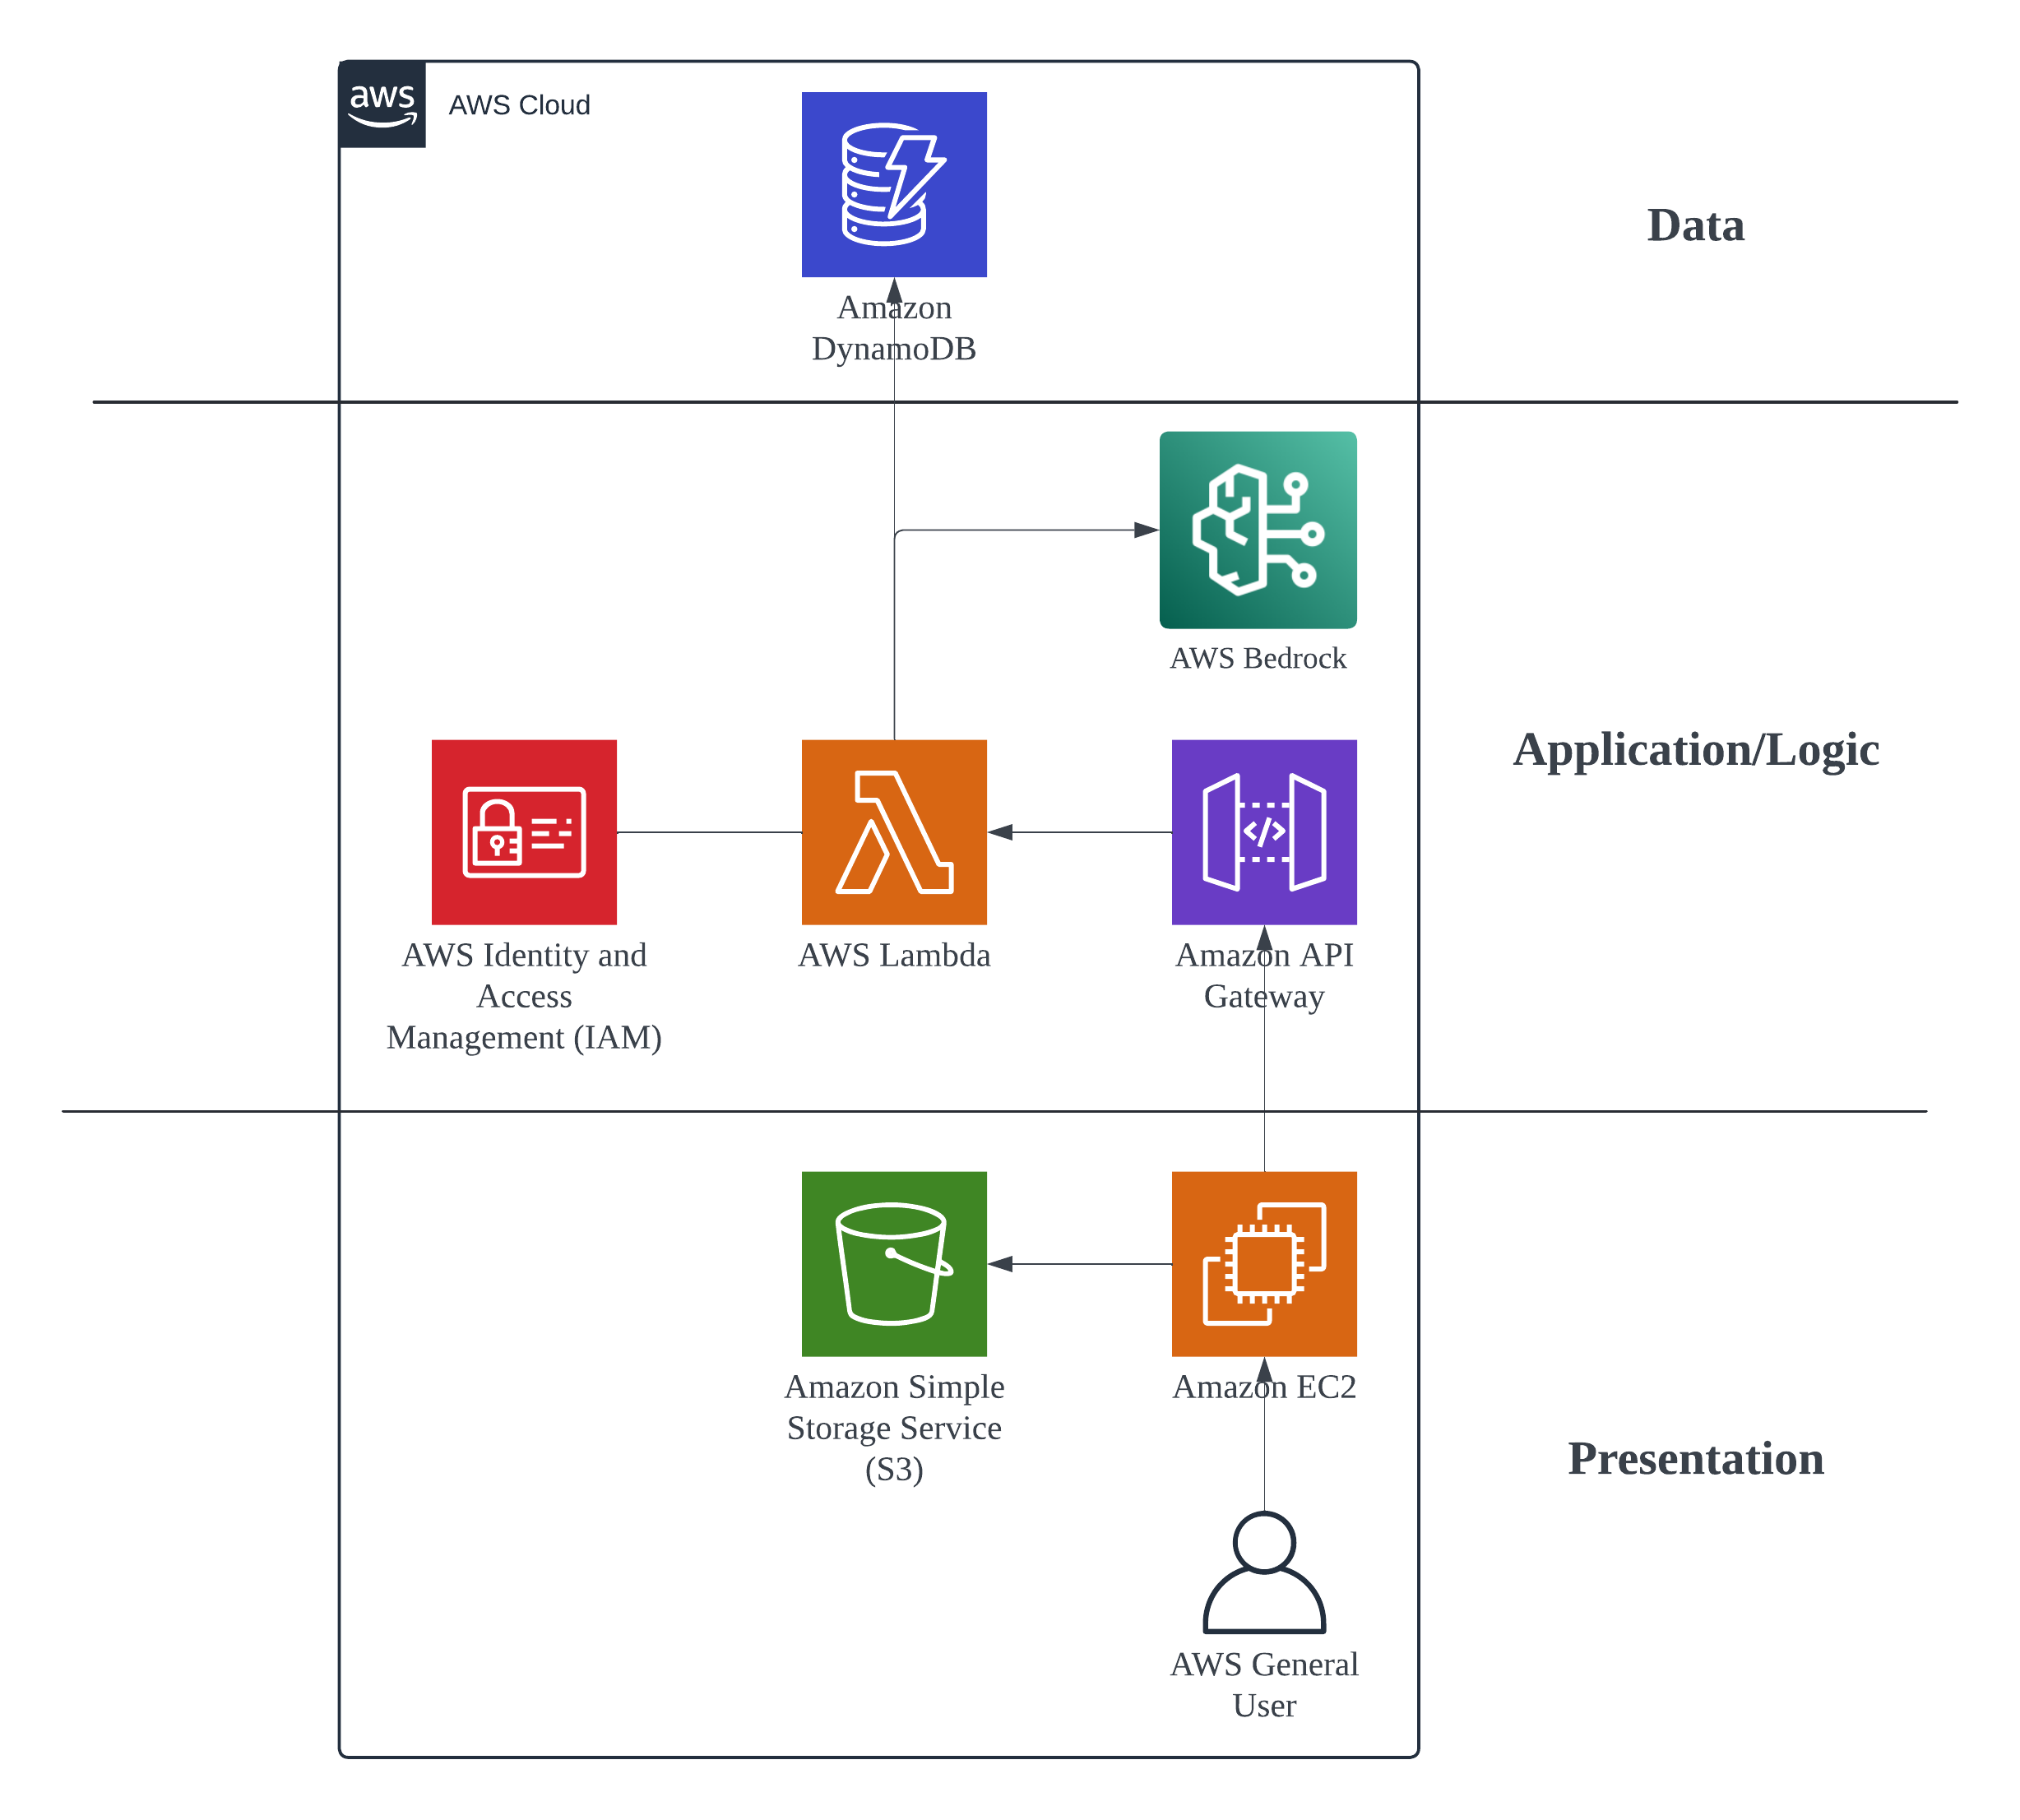 aws
AWS Cloud
Amazon
DynamoDB
Data
AWS Bedrock
Application/Logic
AWS Identity and
Access
Management (IAM)
AWS Lambda
Amazon API
Gateway
Amazon Simple
Storage Service
(S3)
Amazon EC2
Presentation
AWS General
User